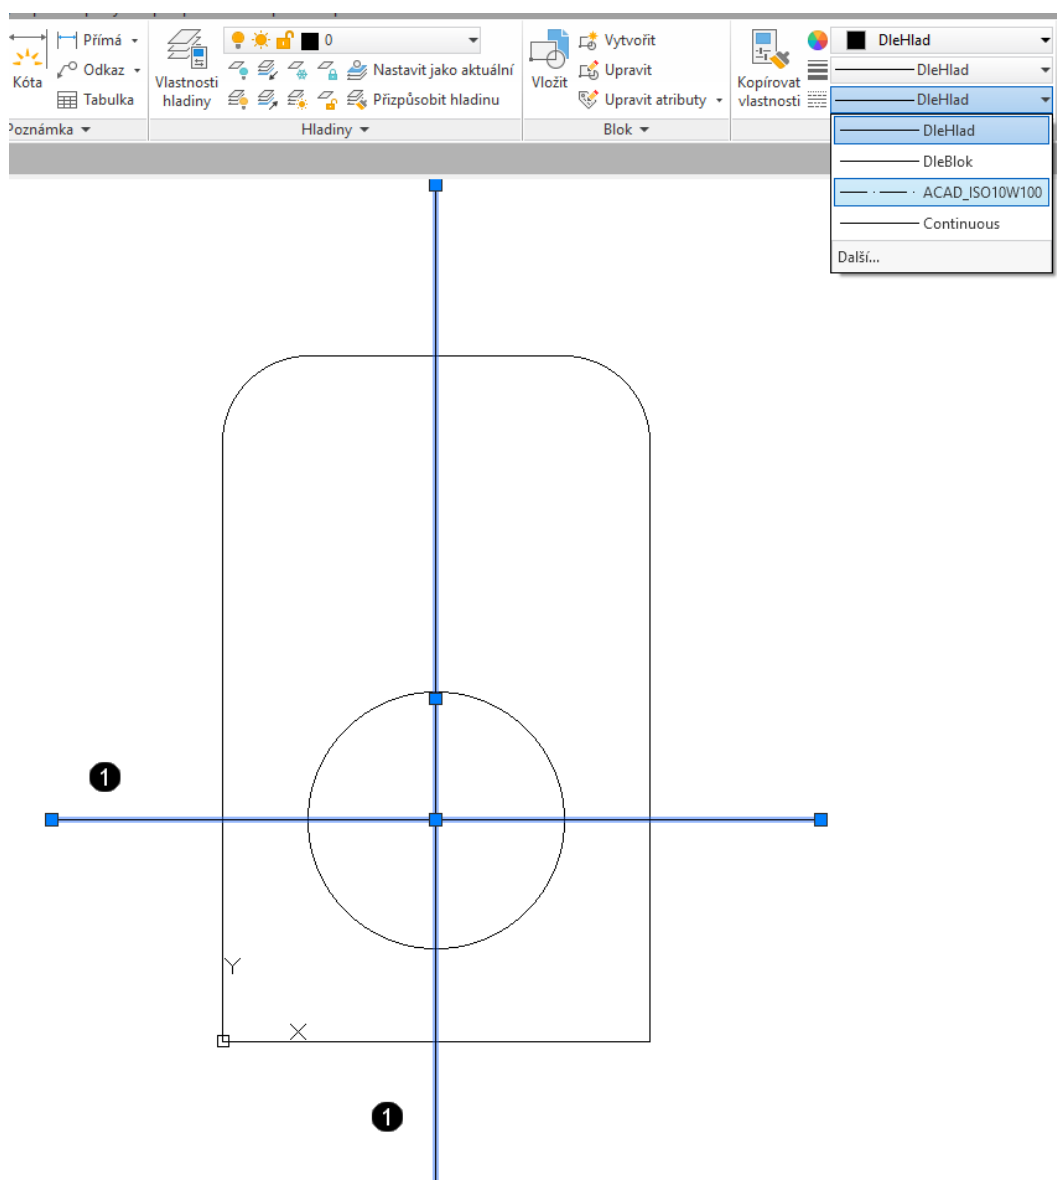 Kóta
Přímá
Odkaz
Tabulka
Poznámka
Vlastnosti
hladiny
0
Nastavit jako aktuální
Přizpůsobit hladinu
Hladiny
Vložit
Vytvořit
Upravit
Upravit atributy
Blok
Kopírovat
vlastnosti
DleHlad
DleHlad
DleHlad
DleHlad
DleBlok
ACAD_ISO10W100
Continuous
Další...
1
Y
X
1